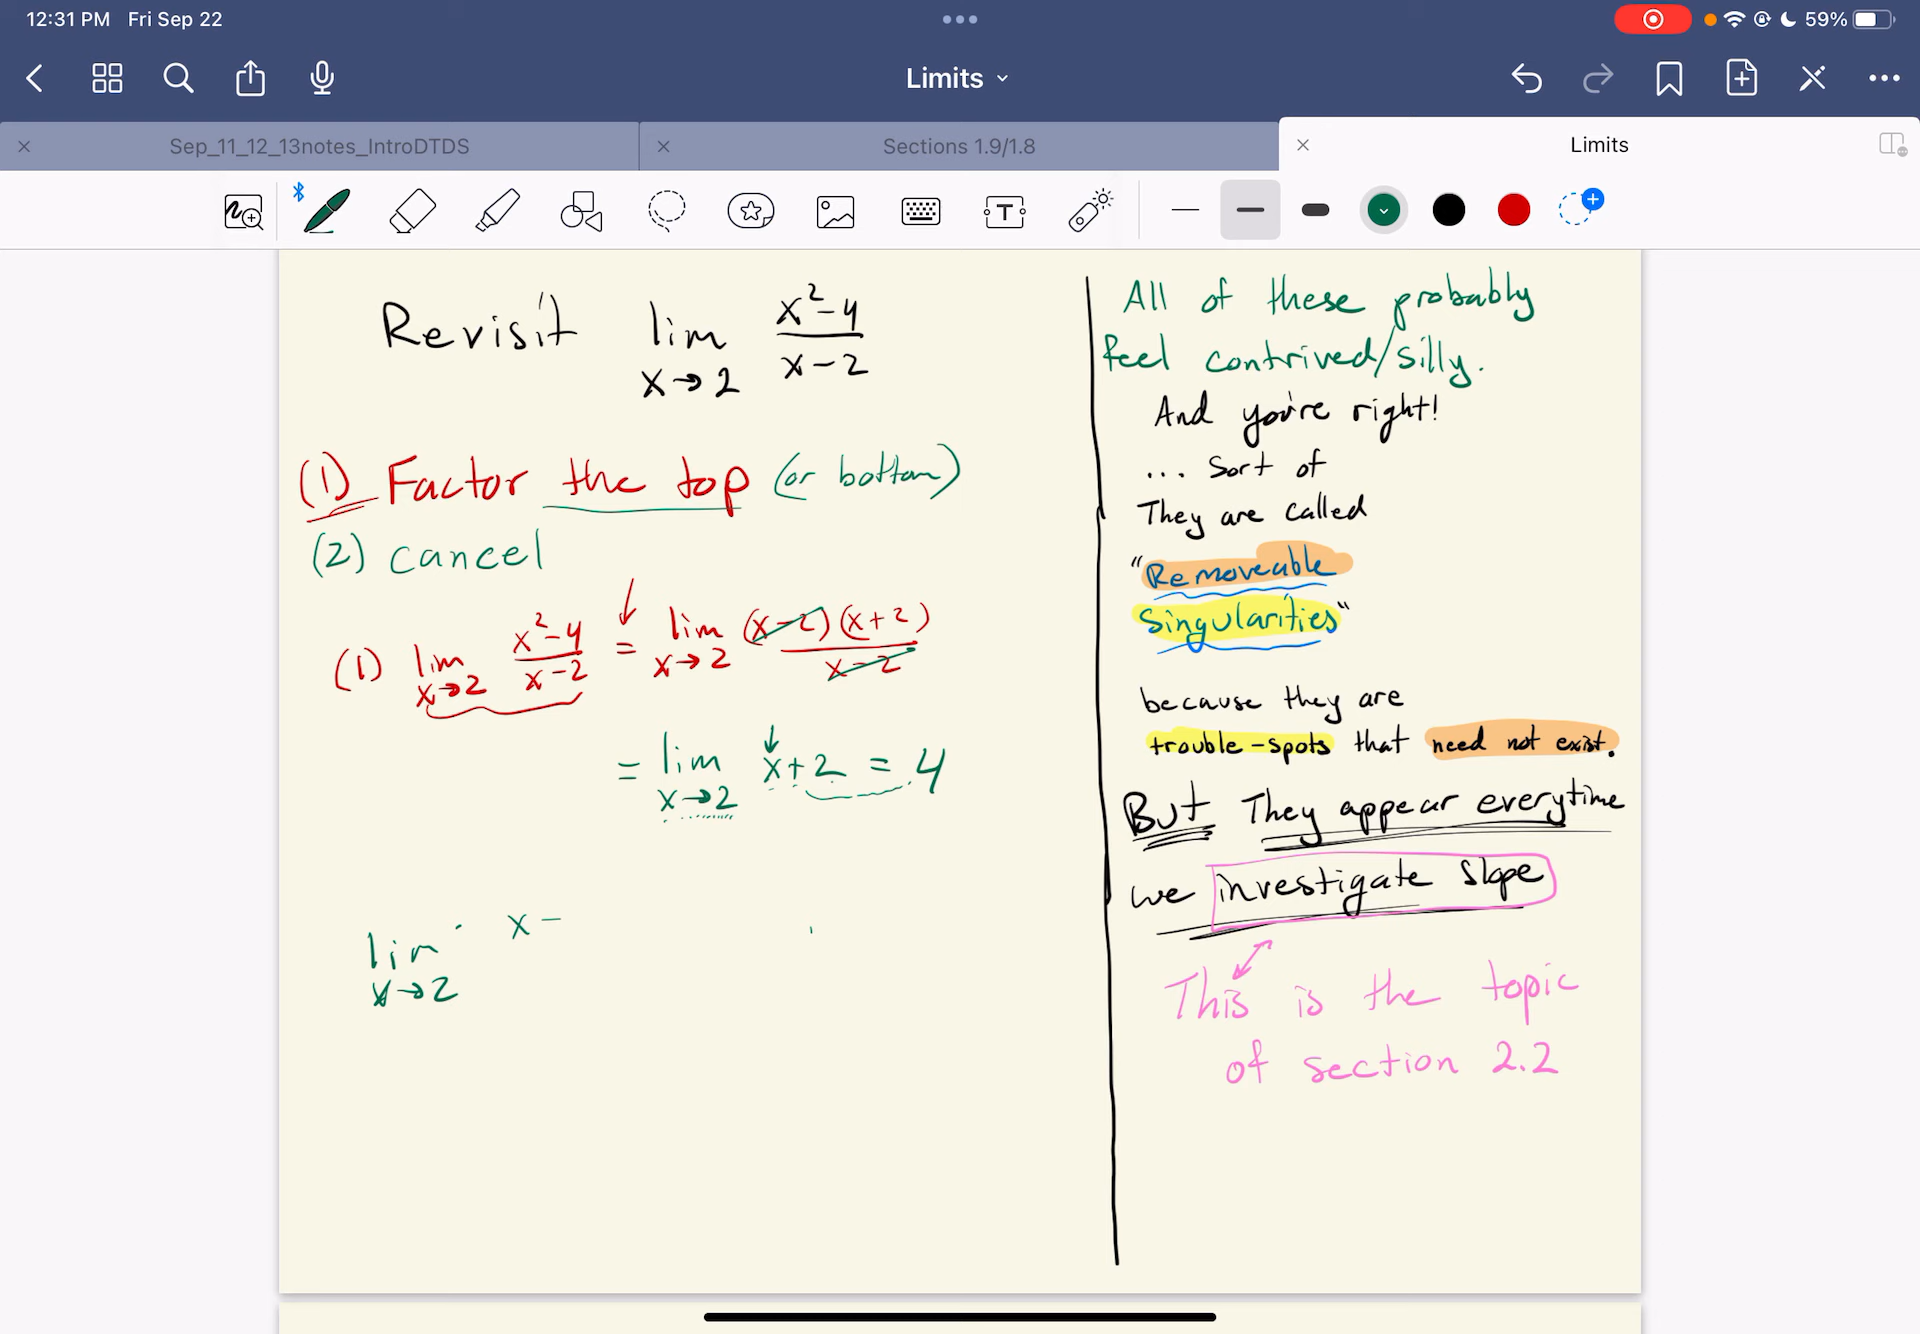 12:31 PM Fri Sep 22
59%
Limits
Sep_11_12_13notes_IntroDTDS
Sections 1.9/1.8
Limits
Revisit lim x→2 x²-4 / x-2
(1) Factor the top (or bottom)
(2) cancel
(1) lim x→2 x²-4 / x-2 = lim x→2 (x-2)(x+2) / x-2
= lim x→2 x+2 = 4
lim x→2 x -
All of these probably
feel contrived/silly.
And you're right!
... Sort of
They are called
"Removeable
Singularities"
because they are
trouble-spots that need not exist.
But They appear everytime
we investigate slope
This is the topic
of section 2.2